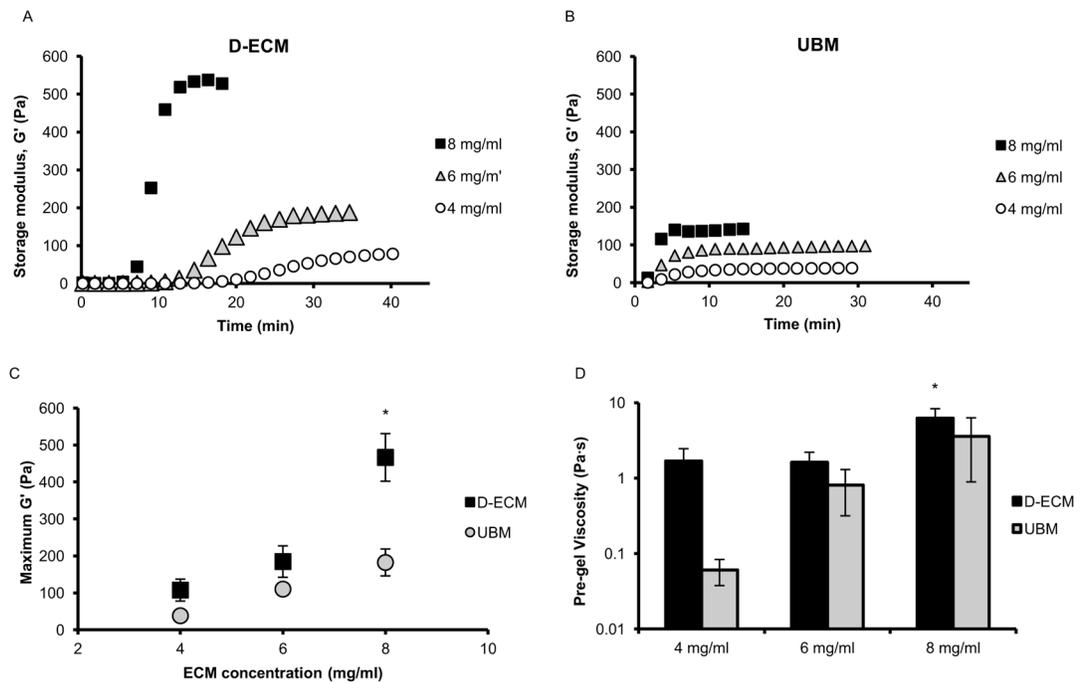 A
D-ECM
Storage modulus, G' (Pa)
600
500
400
300
200
100
0
0 10 20 30 40
Time (min)
8 mg/ml
6 mg/m'
4 mg/ml
B
UBM
Storage modulus, G' (Pa)
600
500
400
300
200
100
0
0 10 20 30 40
Time (min)
8 mg/ml
6 mg/ml
4 mg/ml
C
Maximum G' (Pa)
600
500
400
300
200
100
0
*
2 4 6 8 10
ECM concentration (mg/ml)
D-ECM
UBM
D
Pre-gel Viscosity (Pa·s)
10
1
0.1
0.01
*
4 mg/ml 6 mg/ml 8 mg/ml
D-ECM
UBM